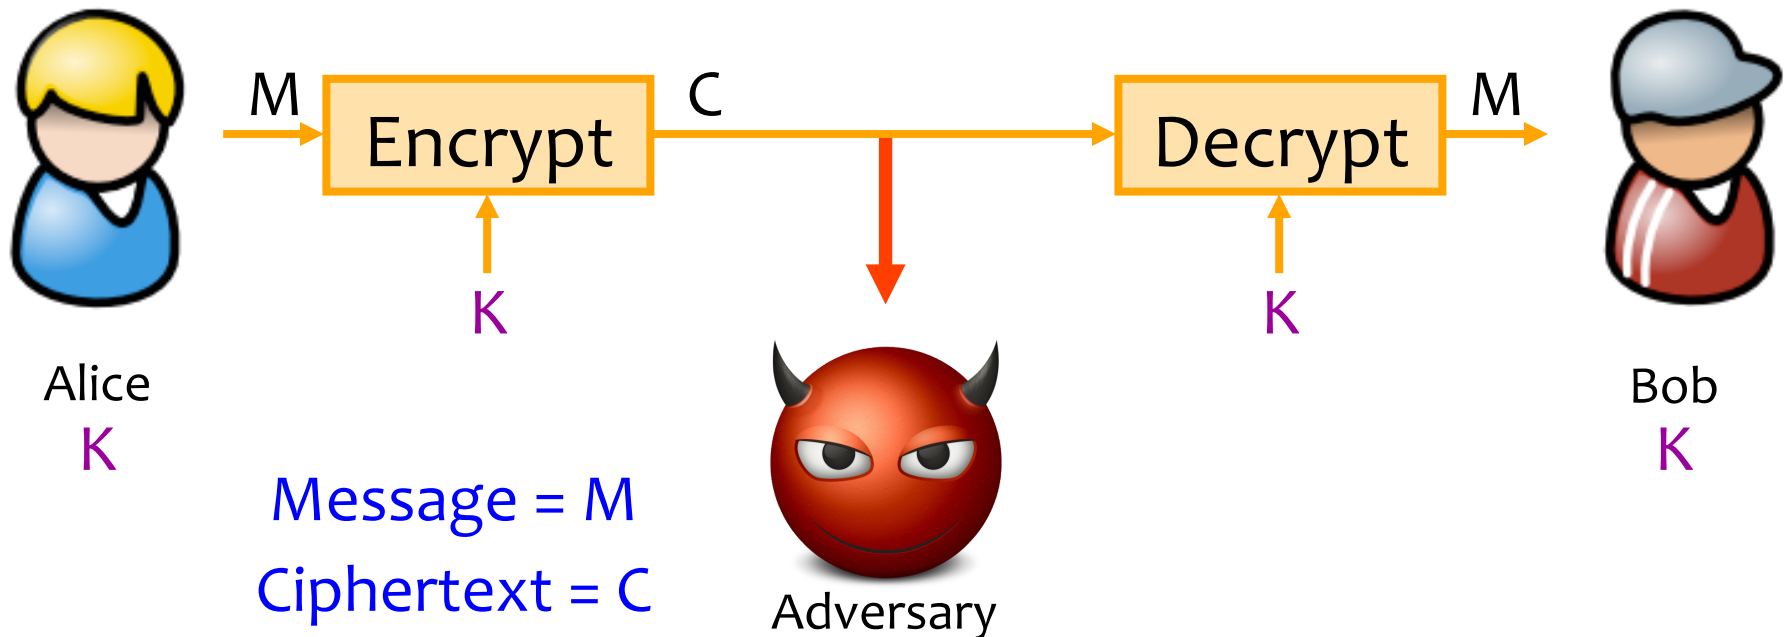 M
Encrypt
C
Decrypt
M
K
K
Alice
K
Bob
K
Message = M
Ciphertext = C
Adversary